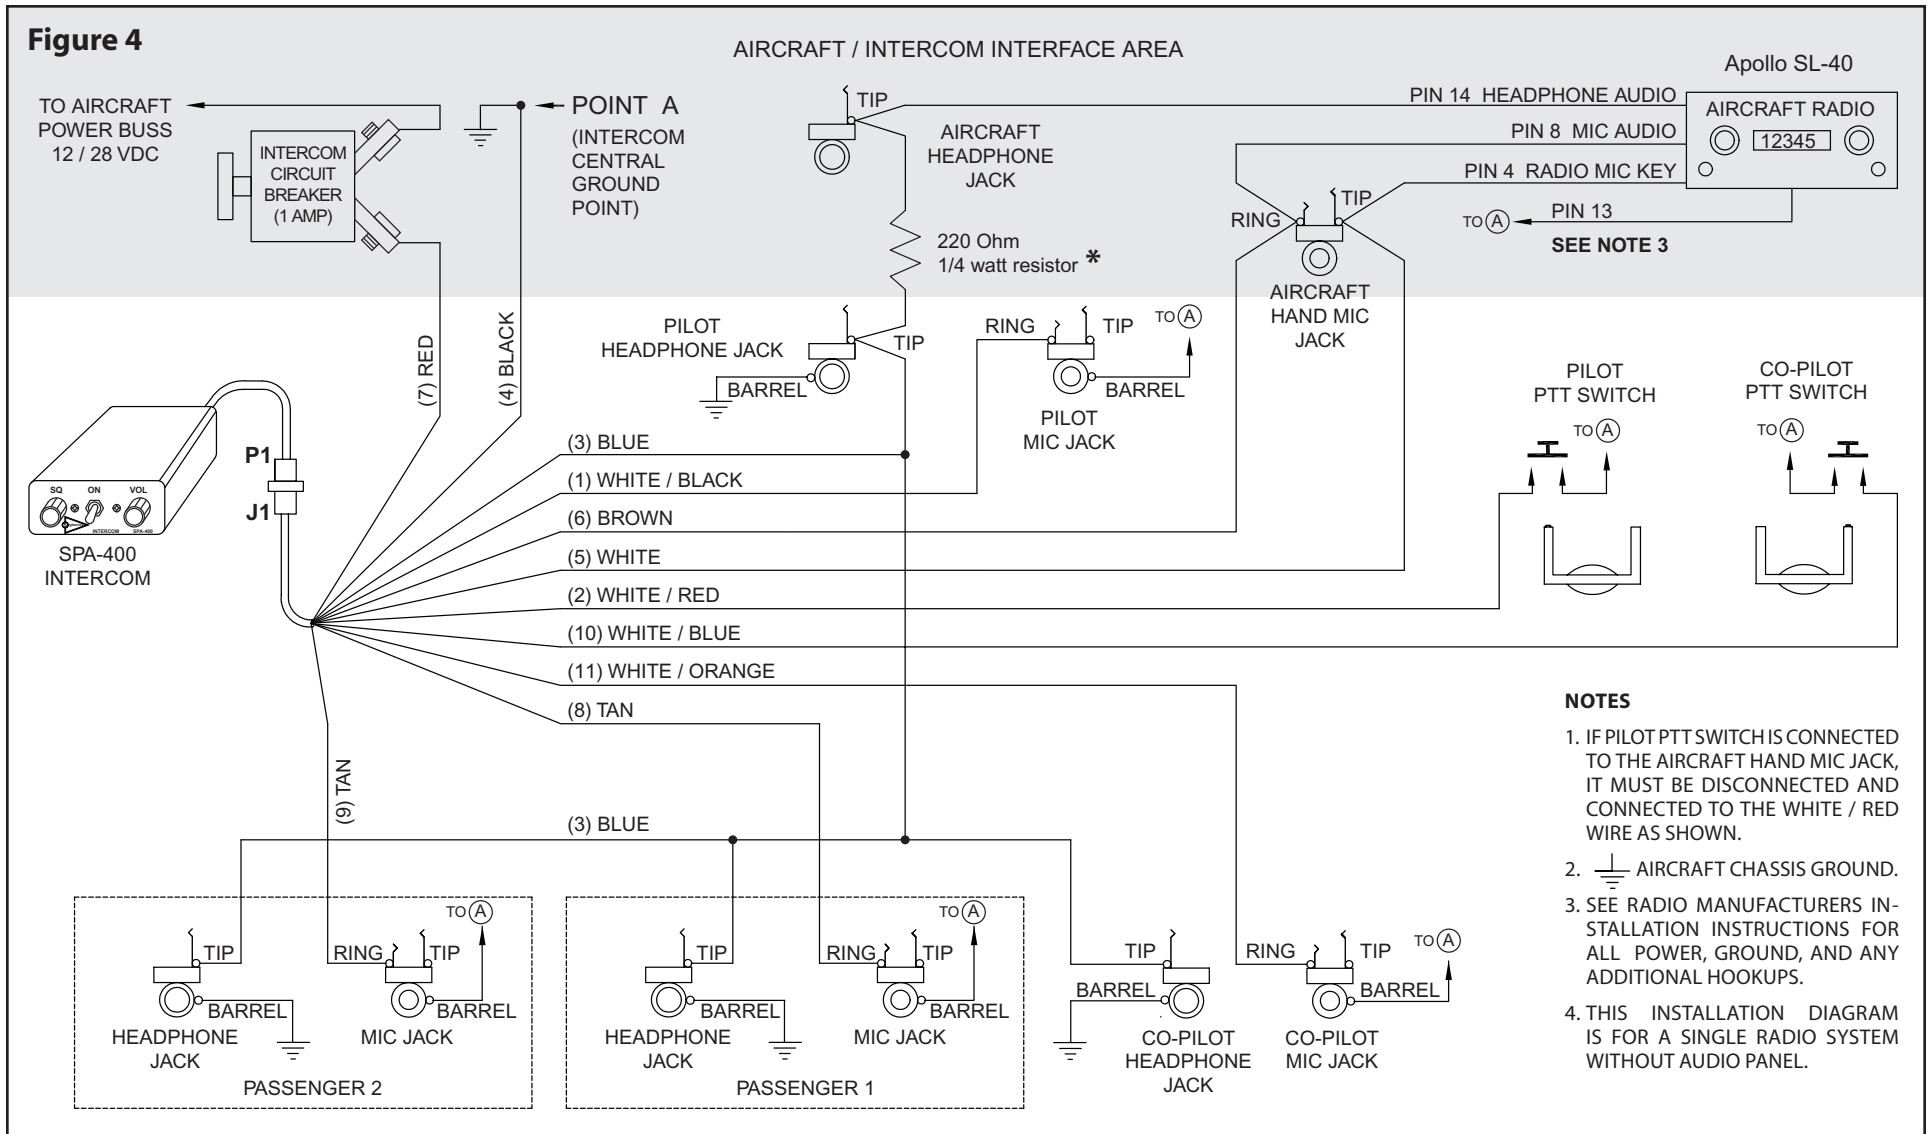 Figure 4
AIRCRAFT / INTERCOM INTERFACE AREA
Apollo SL-40
TO AIRCRAFT
POWER BUSS
12 / 28 VDC
INTERCOM
CIRCUIT
BREAKER
(1 AMP)
POINT A
(INTERCOM
CENTRAL
GROUND
POINT)
TIP
AIRCRAFT
HEADPHONE
JACK
220 Ohm
1/4 watt resistor *
PIN 14 HEADPHONE AUDIO
PIN 8 MIC AUDIO
PIN 4 RADIO MIC KEY
AIRCRAFT RADIO
12345
RING
TIP
AIRCRAFT
HAND MIC
JACK
TO A
PIN 13
SEE NOTE 3
(7) RED
(4) BLACK
PILOT
HEADPHONE JACK
TIP
BARREL
RING
TIP
TO A
BARREL
PILOT
MIC JACK
PILOT
PTT SWITCH
TO A
CO-PILOT
PTT SWITCH
TO A
P1
J1
SQ
ON
VOL
INTERCOM
SPA-400
SPA-400
INTERCOM
(3) BLUE
(1) WHITE / BLACK
(6) BROWN
(5) WHITE
(2) WHITE / RED
(10) WHITE / BLUE
(11) WHITE / ORANGE
(8) TAN
(9) TAN
(3) BLUE
TIP
BARREL
HEADPHONE
JACK
RING
TIP
TO A
BARREL
MIC JACK
PASSENGER 2
TIP
BARREL
HEADPHONE
JACK
RING
TIP
TO A
BARREL
MIC JACK
PASSENGER 1
TIP
BARREL
CO-PILOT
HEADPHONE
JACK
RING
TIP
TO A
BARREL
CO-PILOT
MIC JACK
NOTES
1. IF PILOT PTT SWITCH IS CONNECTED
TO THE AIRCRAFT HAND MIC JACK,
IT MUST BE DISCONNECTED AND
CONNECTED TO THE WHITE / RED
WIRE AS SHOWN.
2. AIRCRAFT CHASSIS GROUND.
3. SEE RADIO MANUFACTURERS IN-
STALLATION INSTRUCTIONS FOR
ALL POWER, GROUND, AND ANY
ADDITIONAL HOOKUPS.
4. THIS INSTALLATION DIAGRAM
IS FOR A SINGLE RADIO SYSTEM
WITHOUT AUDIO PANEL.